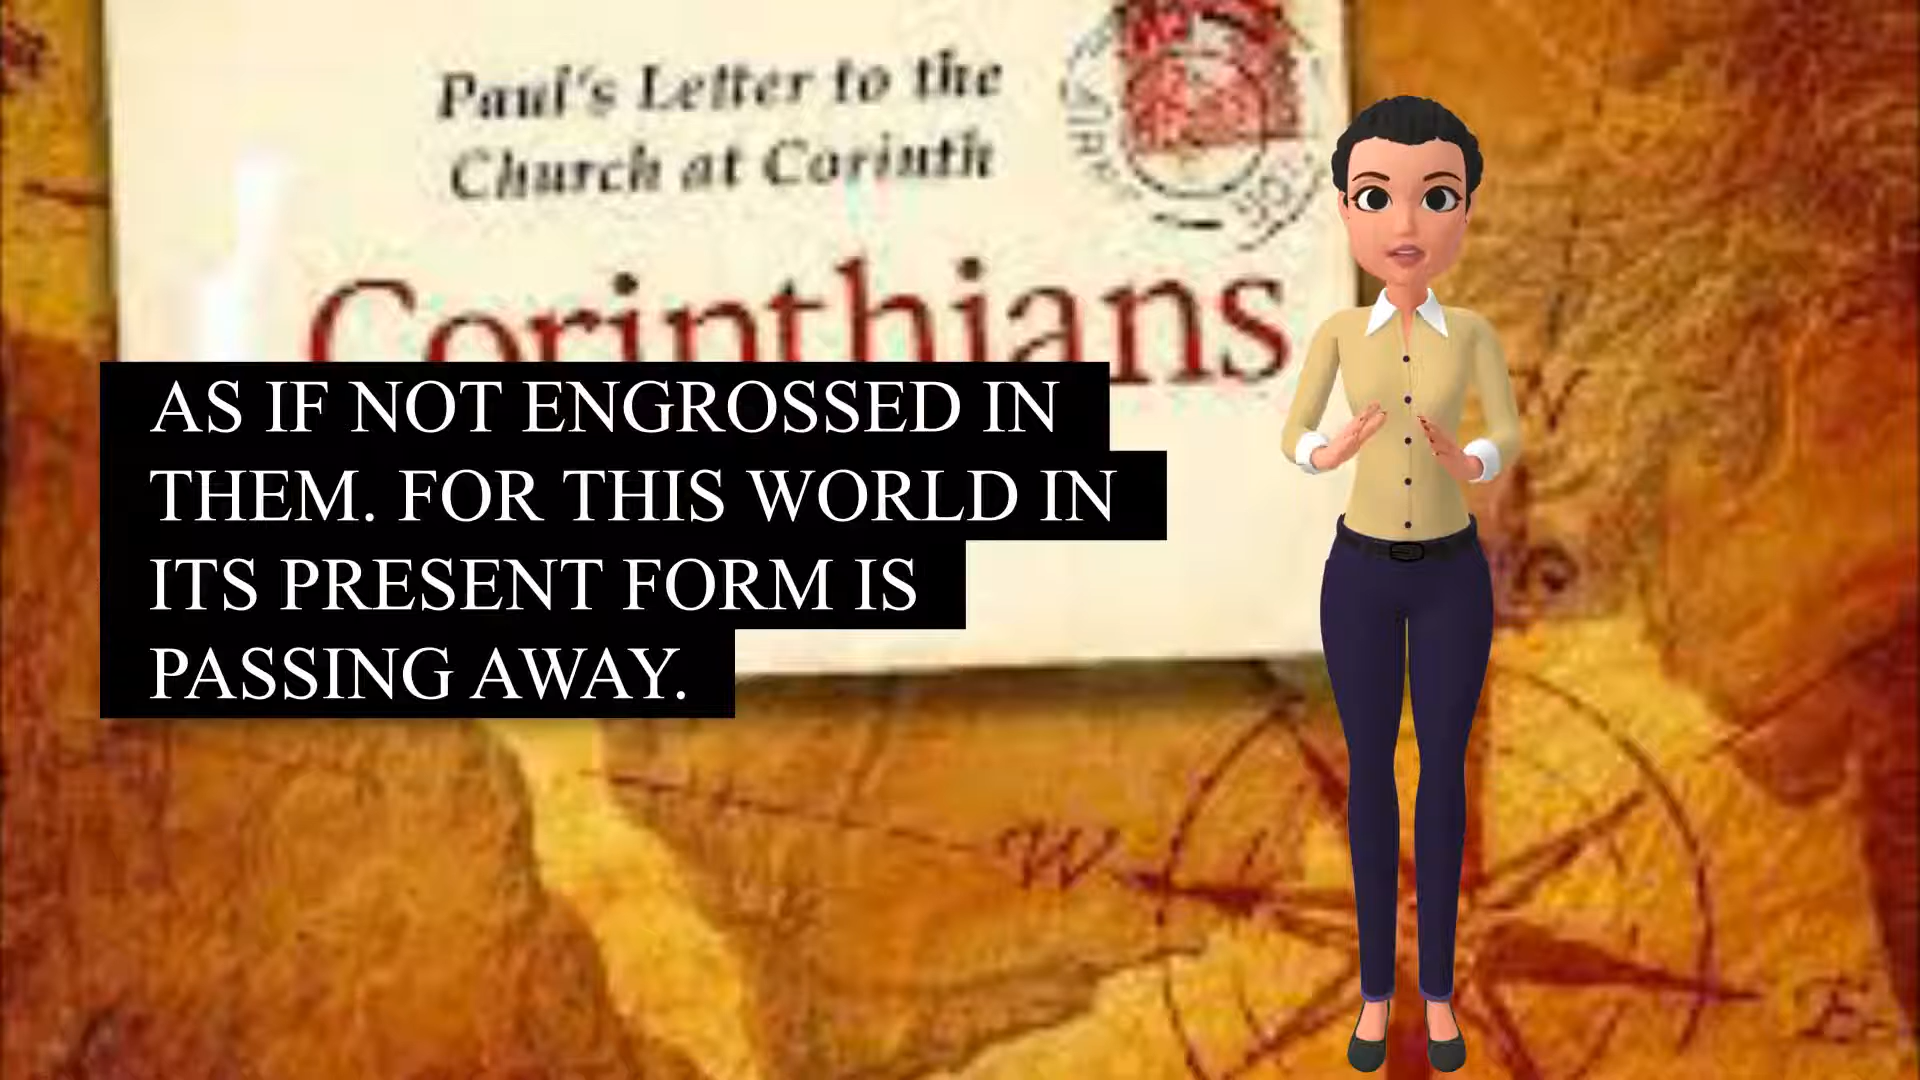 Paul's Letter to the
Church at Corinth
Corinthians
AS IF NOT ENGROSSED IN
THEM. FOR THIS WORLD IN
ITS PRESENT FORM IS
PASSING AWAY.
W
E